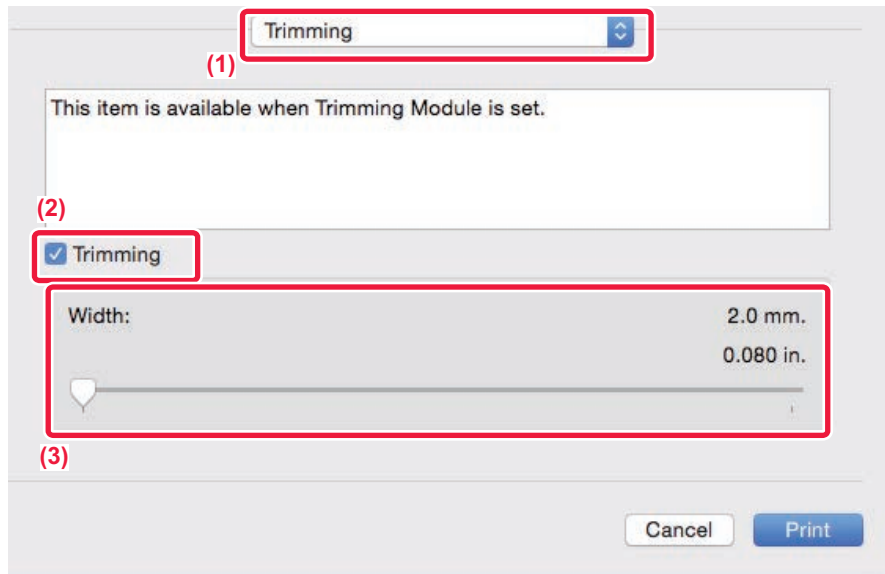 Trimming
(1)
This item is available when Trimming Module is set.
(2)
Trimming
Width: 2.0 mm.
0.080 in.
(3)
Cancel Print